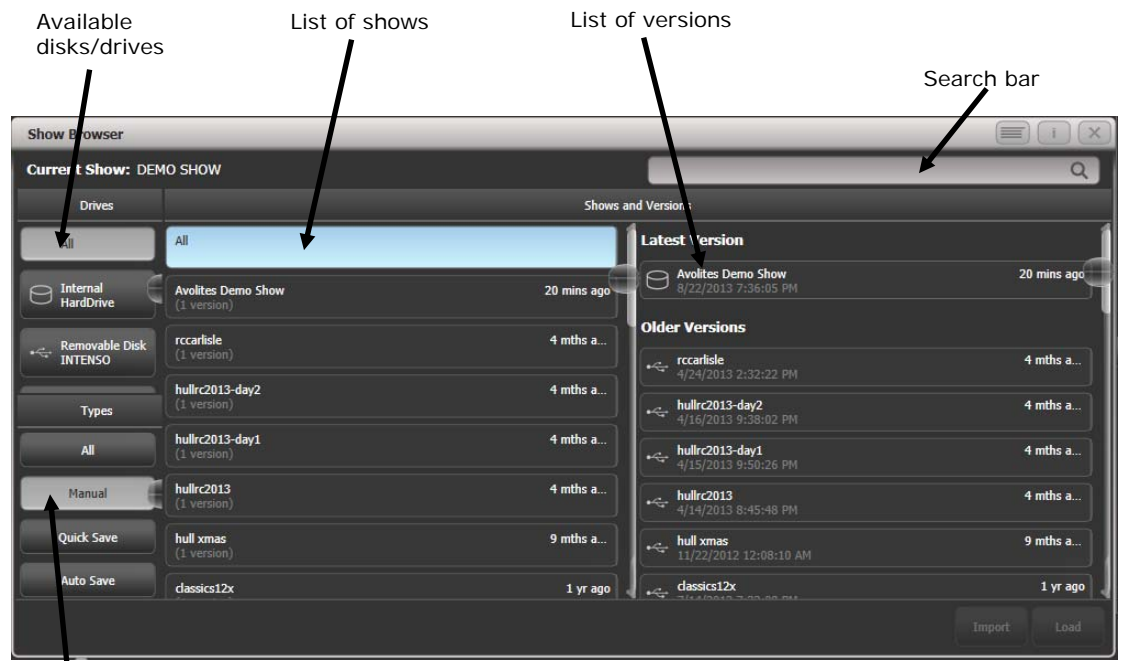 Available
disks/drives
List of shows
List of versions
Search bar
Show Browser
i
X
Current Show: DEMO SHOW
Drives
Shows and Versions
All
Internal
HardDrive
Removable Disk
INTENSO
Types
All
Manual
Quick Save
Auto Save
All
Avolites Demo Show 20 mins ago
(1 version)
rccarlisle 4 mths a...
(1 version)
hullrc2013-day2 4 mths a...
(1 version)
hullrc2013-day1 4 mths a...
(1 version)
hullrc2013 4 mths a...
(1 version)
hull xmas 9 mths a...
(1 version)
classics12x 1 yr ago
Latest Version
Avolites Demo Show 20 mins ago
8/22/2013 7:36:05 PM
Older Versions
rccarlisle 4 mths a...
4/24/2013 2:32:22 PM
hullrc2013-day2 4 mths a...
4/16/2013 9:38:02 PM
hullrc2013-day1 4 mths a...
4/15/2013 9:50:26 PM
hullrc2013 4 mths a...
4/14/2013 8:45:48 PM
hull xmas 9 mths a...
11/22/2012 12:08:10 AM
classics12x 1 yr ago
Import Load